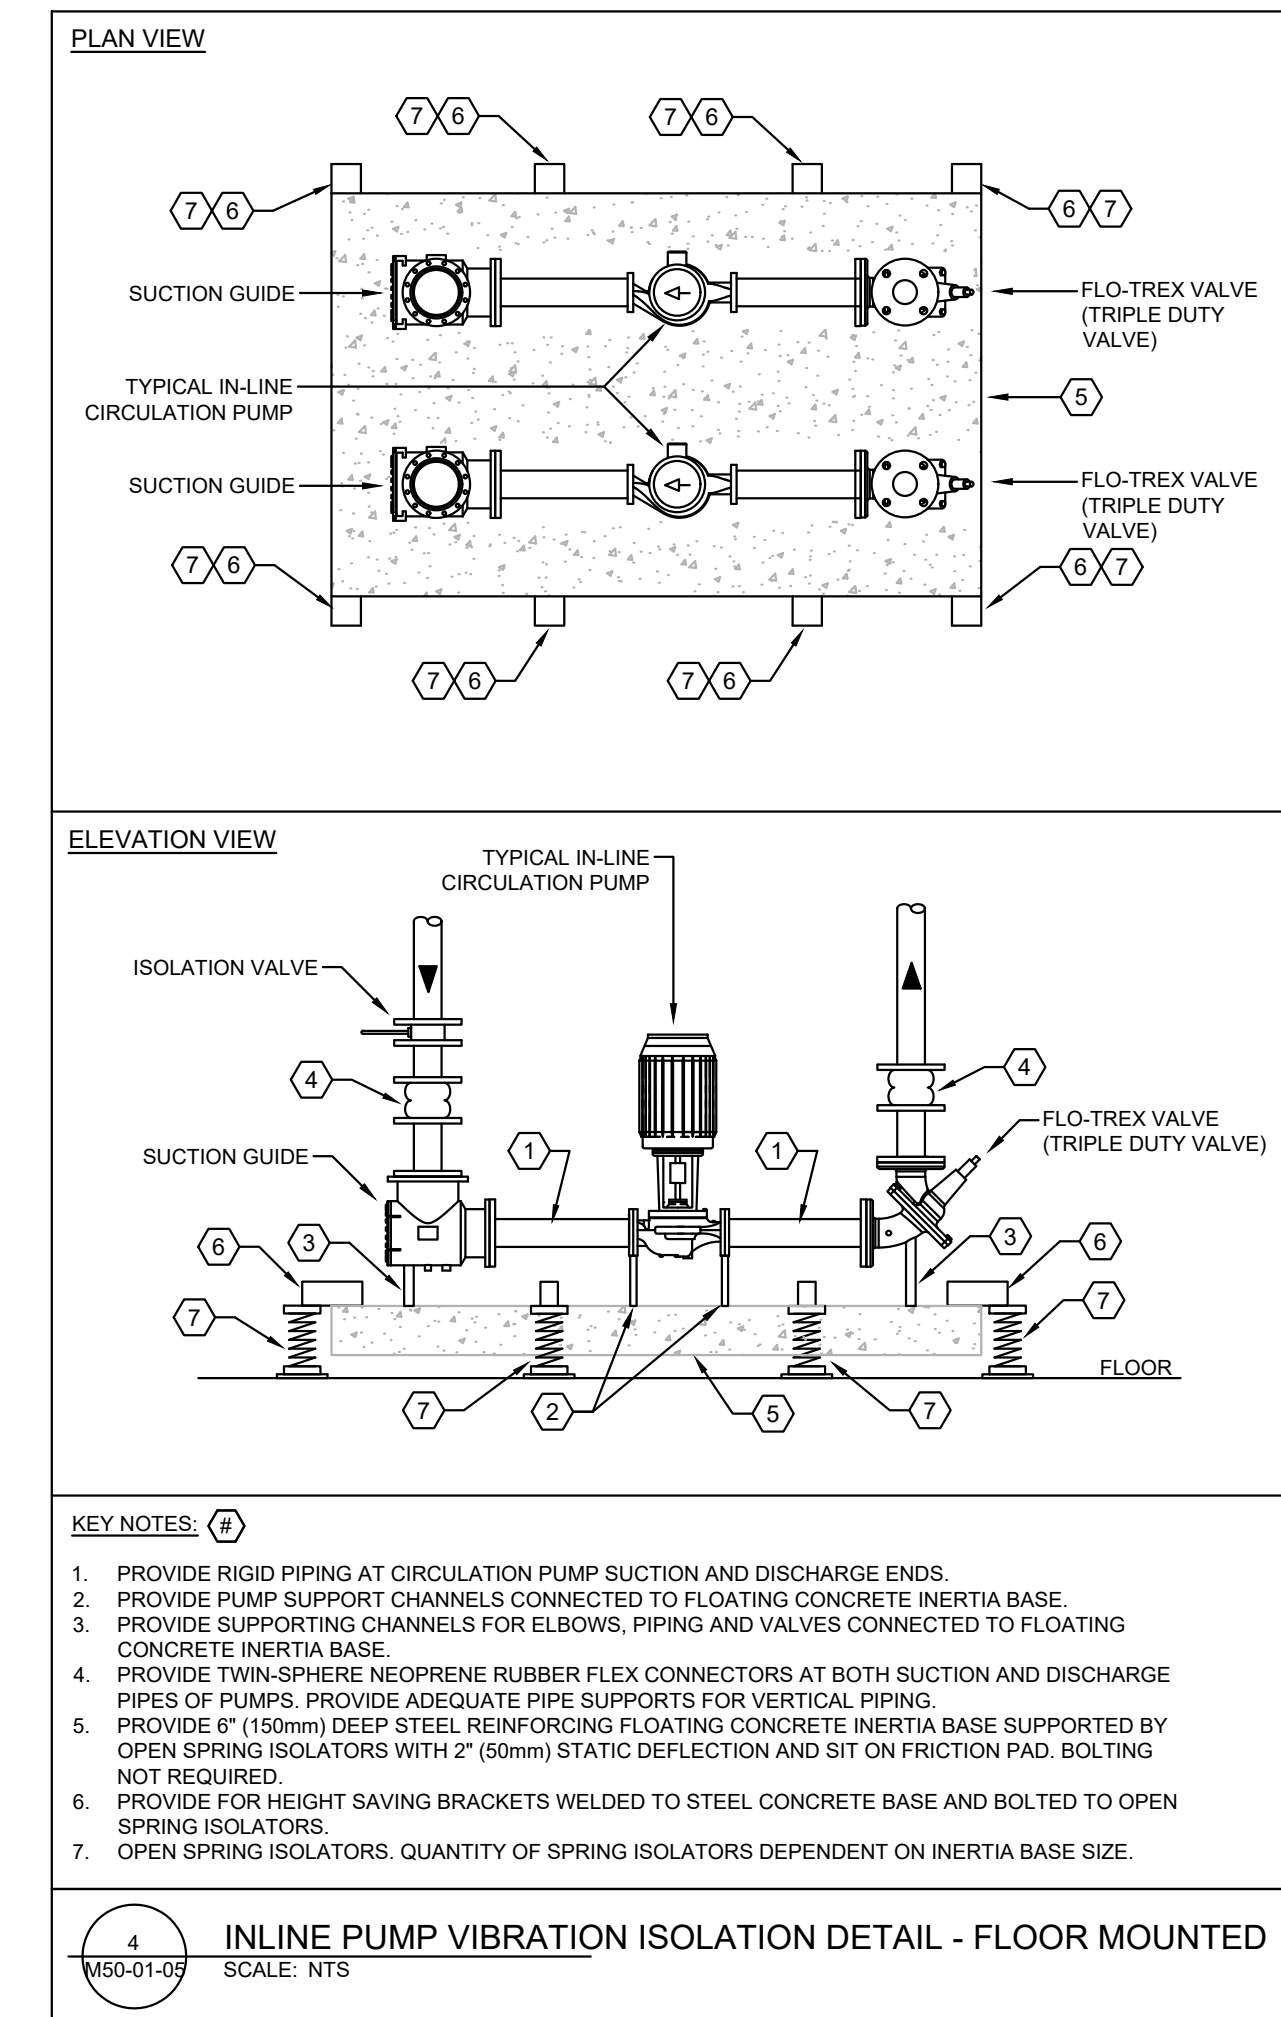 PLAN VIEW
7 6
7 6
7 6
6 7
SUCTION GUIDE
FLO-TREX VALVE
(TRIPLE DUTY
VALVE)
TYPICAL IN-LINE
CIRCULATION PUMP
5
SUCTION GUIDE
FLO-TREX VALVE
(TRIPLE DUTY
VALVE)
7 6
6 7
7 6
7 6
ELEVATION VIEW
TYPICAL IN-LINE
CIRCULATION PUMP
ISOLATION VALVE
4
4
FLO-TREX VALVE
(TRIPLE DUTY VALVE)
SUCTION GUIDE
1
1
6
3
3
6
7
7
FLOOR
7
2
5
7
KEY NOTES: #
1. PROVIDE RIGID PIPING AT CIRCULATION PUMP SUCTION AND DISCHARGE ENDS.
2. PROVIDE PUMP SUPPORT CHANNELS CONNECTED TO FLOATING CONCRETE INERTIA BASE.
3. PROVIDE SUPPORTING CHANNELS FOR ELBOWS, PIPING AND VALVES CONNECTED TO FLOATING
CONCRETE INERTIA BASE.
4. PROVIDE TWIN-SPHERE NEOPRENE RUBBER FLEX CONNECTORS AT BOTH SUCTION AND DISCHARGE
PIPES OF PUMPS. PROVIDE ADEQUATE PIPE SUPPORTS FOR VERTICAL PIPING.
5. PROVIDE 6" (150mm) DEEP STEEL REINFORCING FLOATING CONCRETE INERTIA BASE SUPPORTED BY
OPEN SPRING ISOLATORS WITH 2" (50mm) STATIC DEFLECTION AND SIT ON FRICTION PAD. BOLTING
NOT REQUIRED.
6. PROVIDE FOR HEIGHT SAVING BRACKETS WELDED TO STEEL CONCRETE BASE AND BOLTED TO OPEN
SPRING ISOLATORS.
7. OPEN SPRING ISOLATORS. QUANTITY OF SPRING ISOLATORS DEPENDENT ON INERTIA BASE SIZE.
4
M50-01-05
INLINE PUMP VIBRATION ISOLATION DETAIL - FLOOR MOUNTED
SCALE: NTS